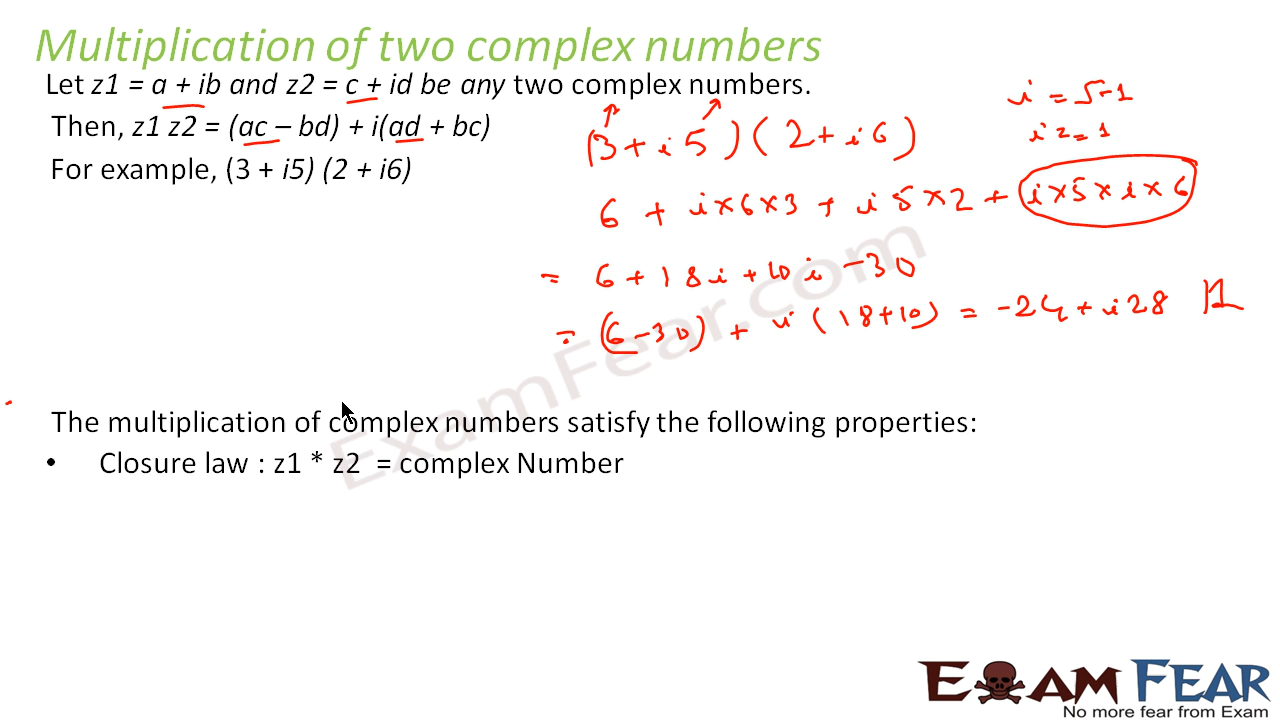 Multiplication of two complex numbers
Let z1 = a + ib and z2 = c + id be any two complex numbers.
Then, z1 z2 = (ac – bd) + i(ad + bc)
For example, (3 + i5) (2 + i6)
i = √-1
i² = 1
(3 + i5) (2 + i6)
6 + i×6×3 + i5×2 + i×5×i×6
= 6 + 18i + 10i - 30
= (6-30) + i(18+10) = -24 + i28
The multiplication of complex numbers satisfy the following properties:
• Closure law : z1 * z2 = complex Number
ExamFear.com
EXAM FEAR
No more fear from Exam